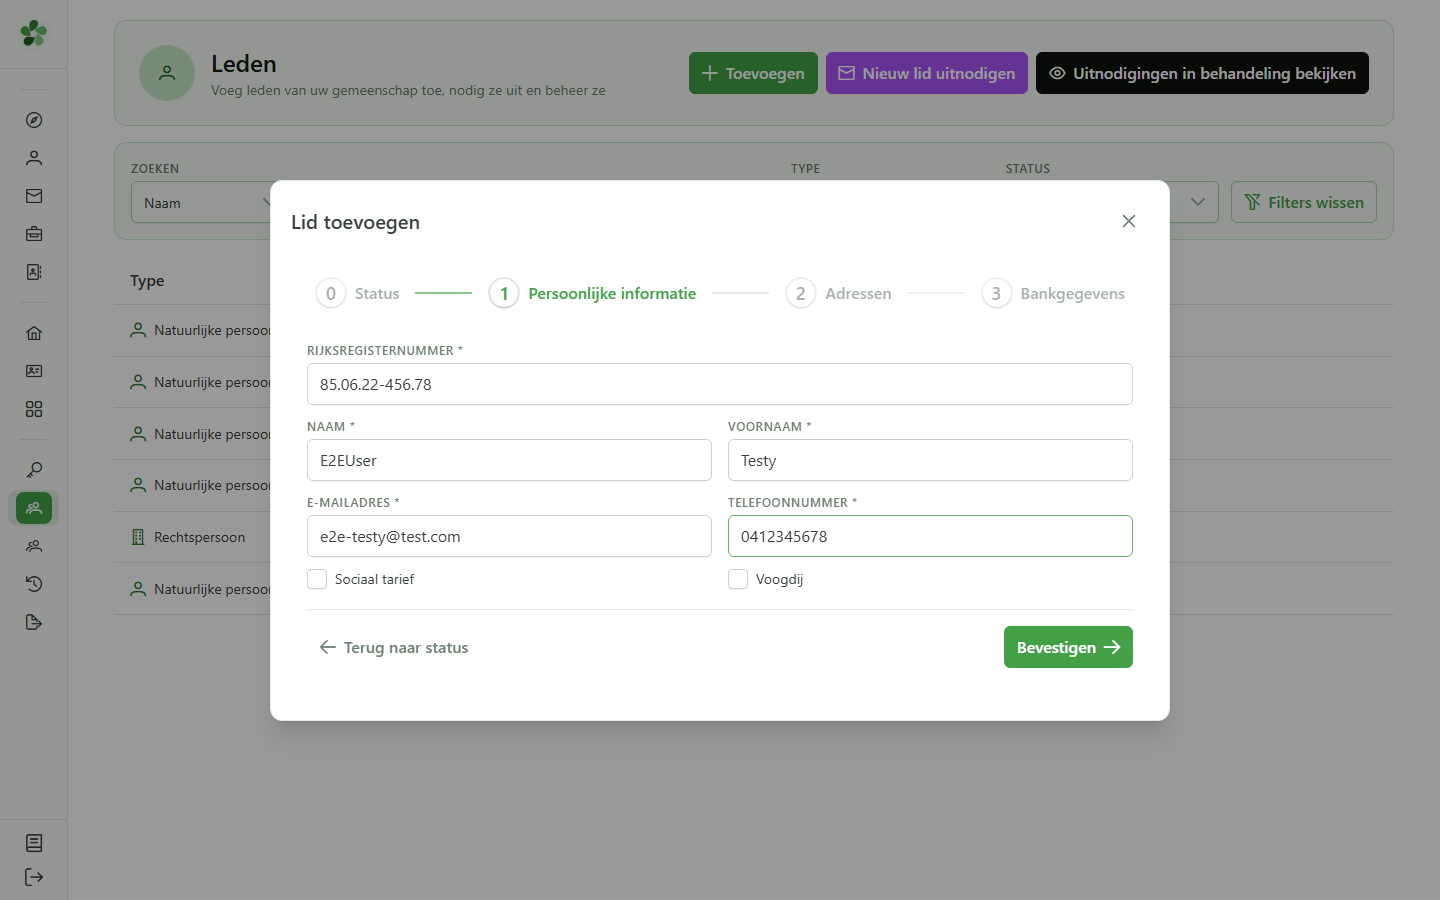 Leden
Voeg leden van uw gemeenschap toe, nodig ze uit en beheer ze
Toevoegen
Nieuw lid uitnodigen
Uitnodigingen in behandeling bekijken
ZOEKEN
TYPE
STATUS
Naam
Filters wissen
Type
Natuurlijke persoon
Natuurlijke persoon
Natuurlijke persoon
Natuurlijke persoon
Rechtspersoon
Natuurlijke persoon
Lid toevoegen
0 Status
1 Persoonlijke informatie
2 Adressen
3 Bankgegevens
RIJKSREGISTERNUMMER *
85.06.22-456.78
NAAM *
VOORNAAM *
E2EUser
Testy
E-MAILADRES *
TELEFOONNUMMER *
e2e-testy@test.com
0412345678
Sociaal tarief
Voogdij
Terug naar status
Bevestigen